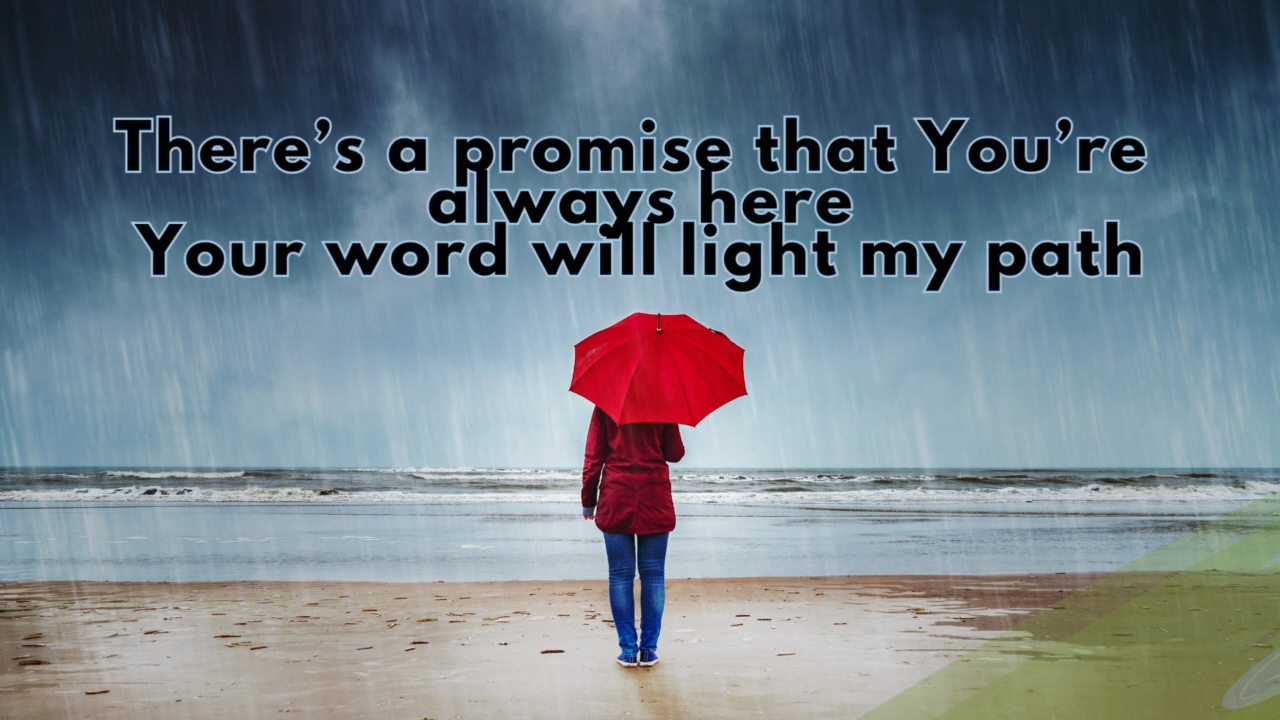 There’s a promise that You’re
always here
Your word will light my path